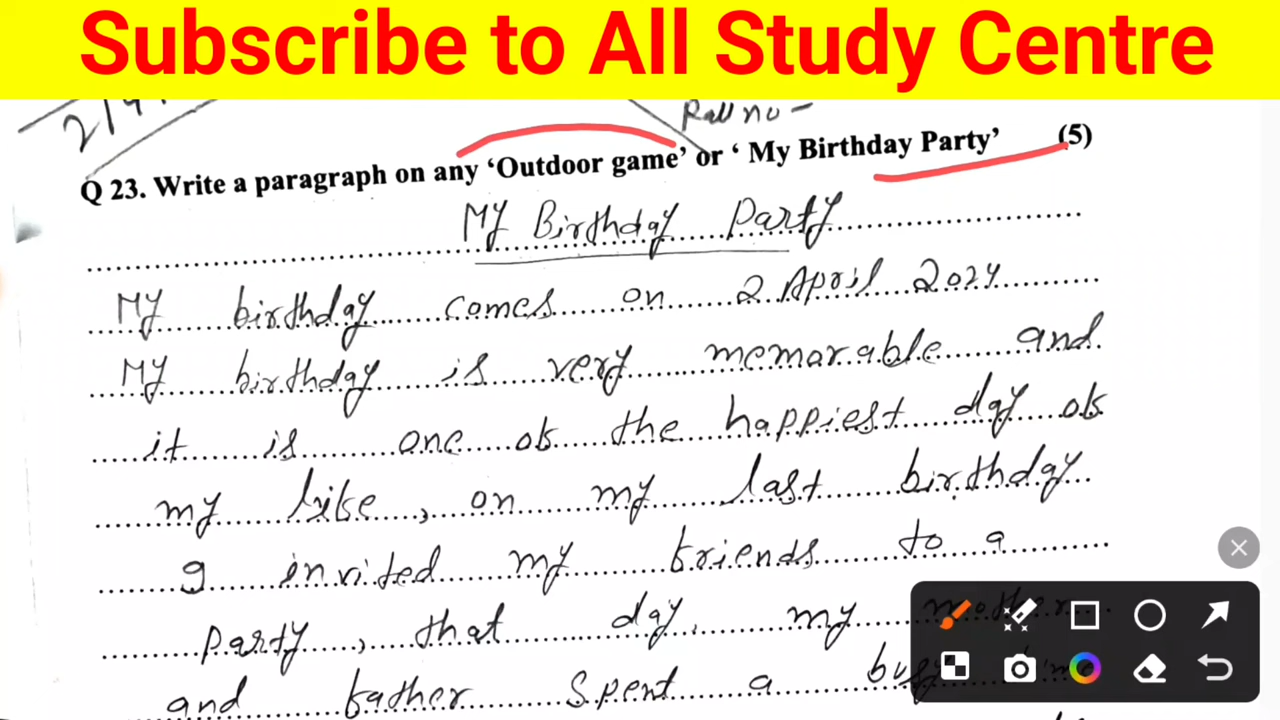 Subscribe to All Study Centre
Roll no -
Q 23. Write a paragraph on any ‘Outdoor game’ or ‘ My Birthday Party’ (5)
My Birthday Party
My birthday comes on 2 April 2024
My birthday is very memorable and
it is one of the happiest day of
my life, on my last birthday
I invited my friends to a
party, that day, my mother
and father spent a busy time